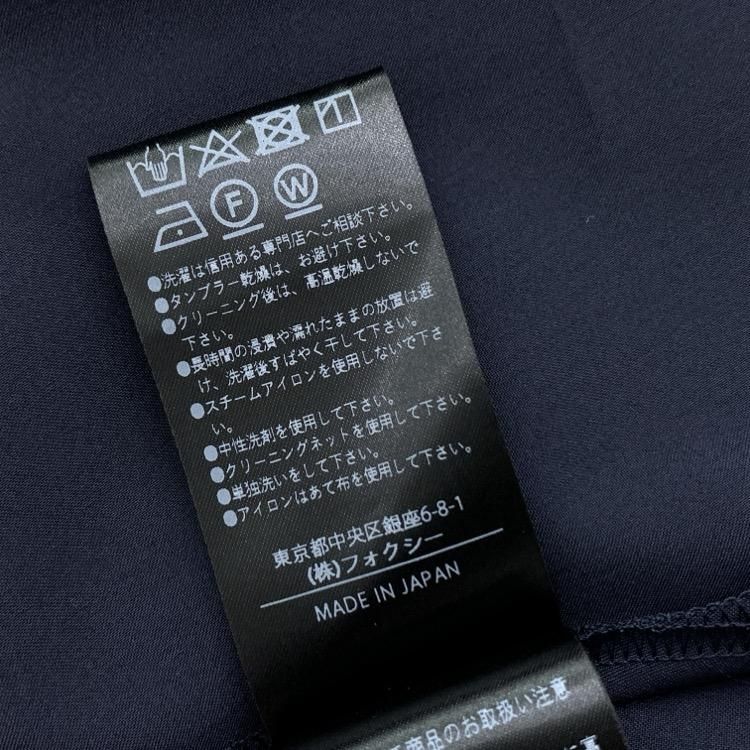 F W
●洗濯は信用ある専門店へご相談下さい。
●タンブラー乾燥は、お避け下さい。
●クリーニング後は、高温乾燥しないで
下さい。
●長時間の浸漬や濡れたままの放置は避
け、洗濯後すばやく干して下さい。
●スチームアイロンを使用しないで下さ
い。
●中性洗剤を使用して下さい。
●クリーニングネットを使用して下さい。
●単独洗いをして下さい。
●アイロンはあて布を使用して下さい。
東京都中央区銀座6-8-1
(株)フォクシー
MADE IN JAPAN
商品のお取扱い注意